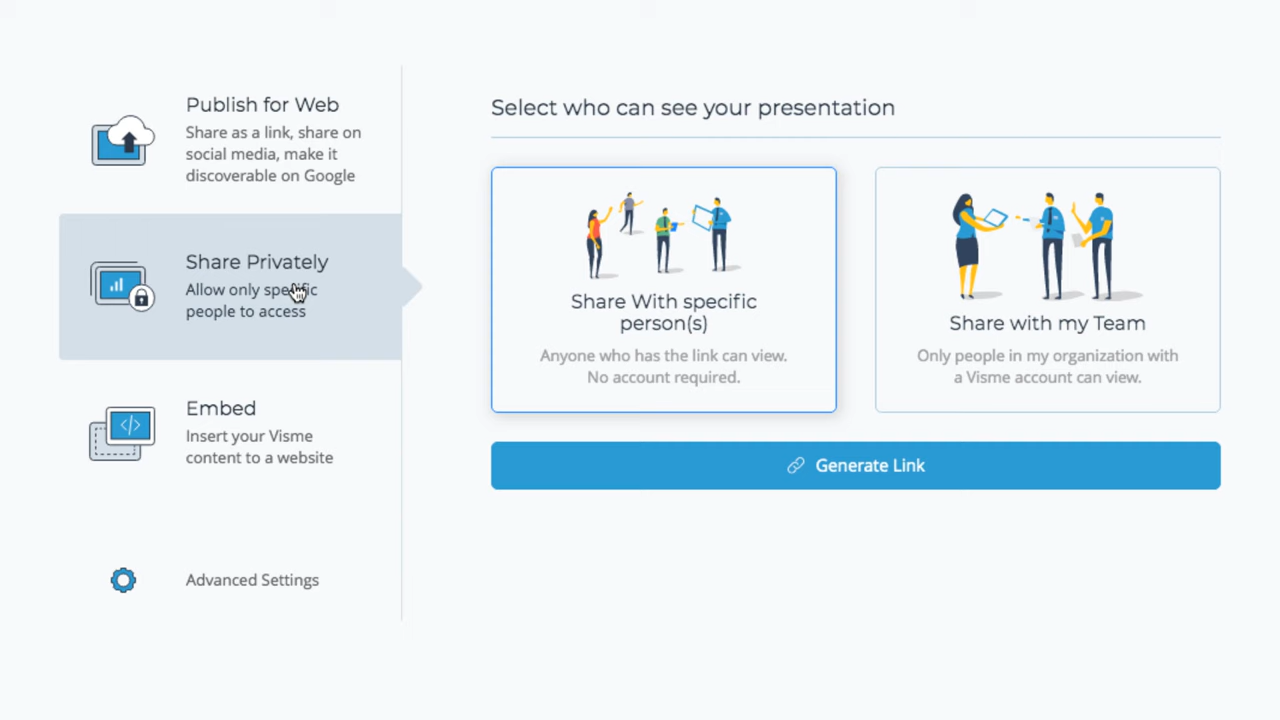 Publish for Web
Share as a link, share on
social media, make it
discoverable on Google
Share Privately
Allow only specific
people to access
Embed
Insert your Visme
content to a website
Advanced Settings
Select who can see your presentation
Share With specific
person(s)
Anyone who has the link can view.
No account required.
Share with my Team
Only people in my organization with
a Visme account can view.
Generate Link